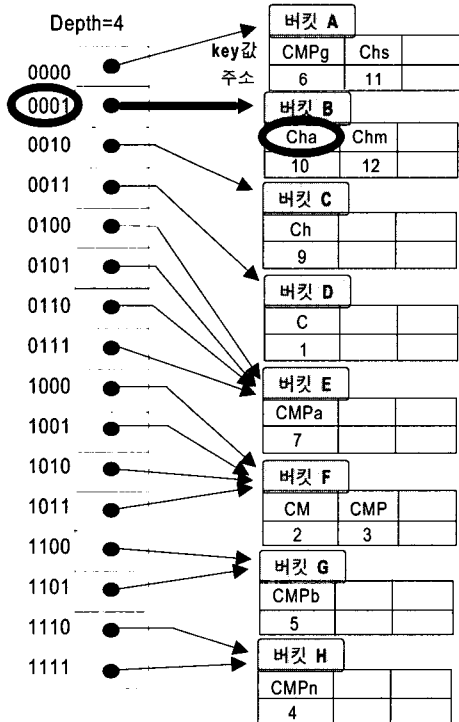 Depth=4
0000
0001
0010
0011
0100
0101
0110
0111
1000
1001
1010
1011
1100
1101
1110
1111
버킷 A
key값 CMPg Chs
주소 6 11
버킷 B
Cha Chm
10 12
버킷 C
Ch
9
버킷 D
C
1
버킷 E
CMPa
7
버킷 F
CM CMP
2 3
버킷 G
CMPb
5
버킷 H
CMPn
4